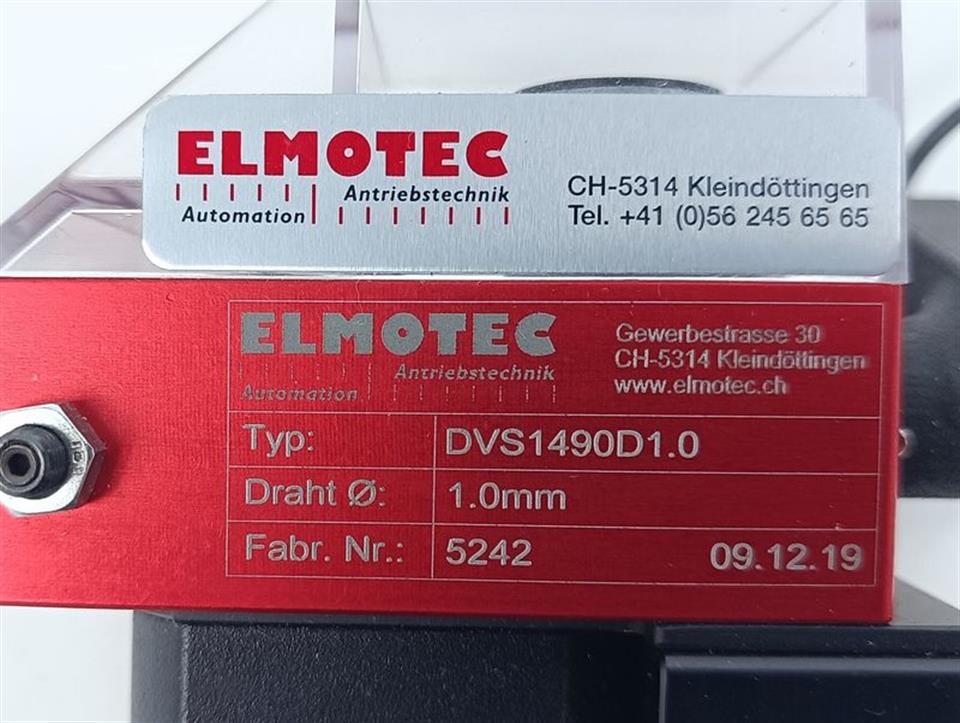 ELMOTEC
Antriebstechnik
Automation
CH-5314 Kleindöttingen
Tel. +41 (0)56 245 65 65
ELMOTEC
Antriebstechnik
Automation
Gewerbestrasse 30
CH-5314 Kleindöttingen
www.elmotec.ch
Typ: DVS1490D1.0
Draht Ø: 1.0mm
Fabr. Nr.: 5242 09.12.19